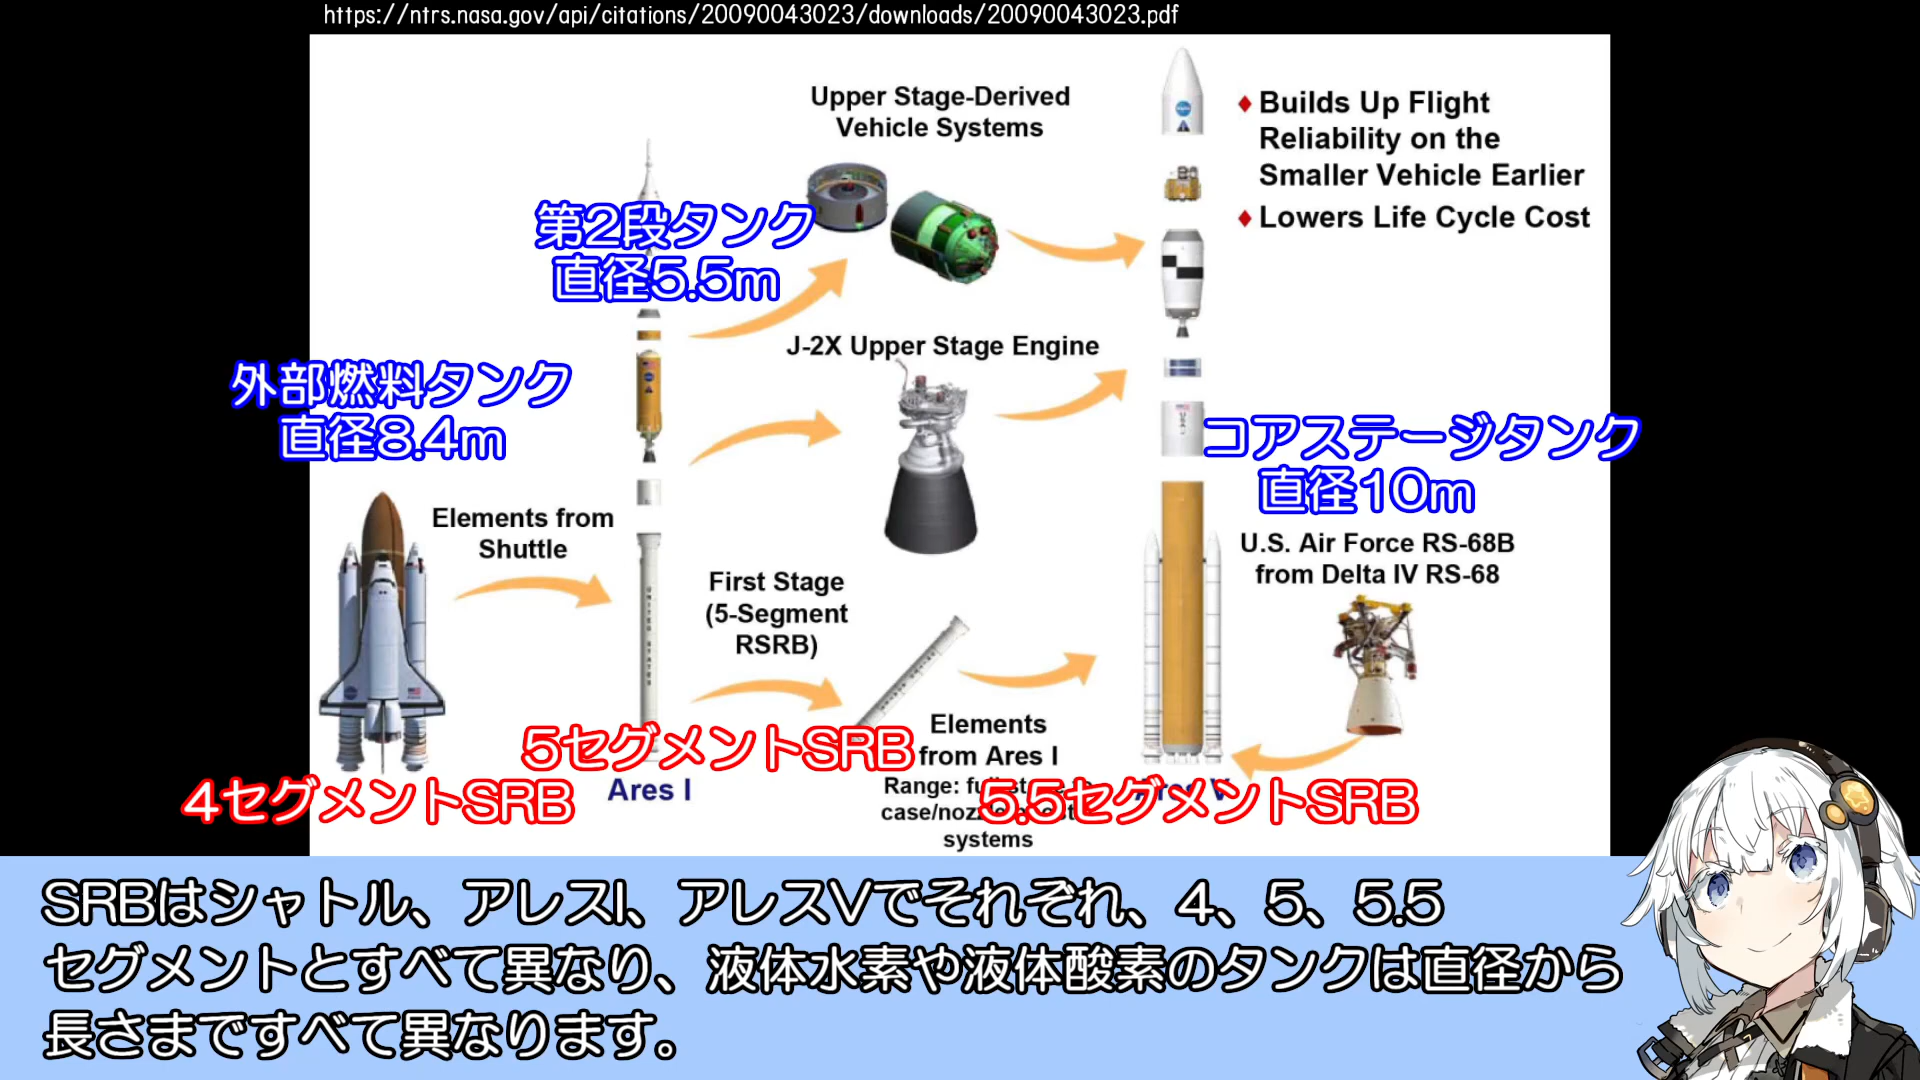 https://ntrs.nasa.gov/api/citations/20090043023/downloads/20090043023.pdf
Upper Stage-Derived
Vehicle Systems
♦ Builds Up Flight
Reliability on the
Smaller Vehicle Earlier
♦ Lowers Life Cycle Cost
第2段タンク
直径5.5m
J-2X Upper Stage Engine
外部燃料タンク
直径8.4m
コアステージタンク
直径10m
Elements from
Shuttle
U.S. Air Force RS-68B
from Delta IV RS-68
First Stage
(5-Segment
RSRB)
UNITED STATES
USA
Elements
from Ares I
Range: full
case/nozzle
systems
5セグメントSRB
Ares I
4セグメントSRB
5.5セグメントSRB
Ares V
SRBはシャトル、アレスI、アレスVでそれぞれ、4、5、5.5
セグメントとすべて異なり、液体水素や液体酸素のタンクは直径から
長さまですべて異なります。